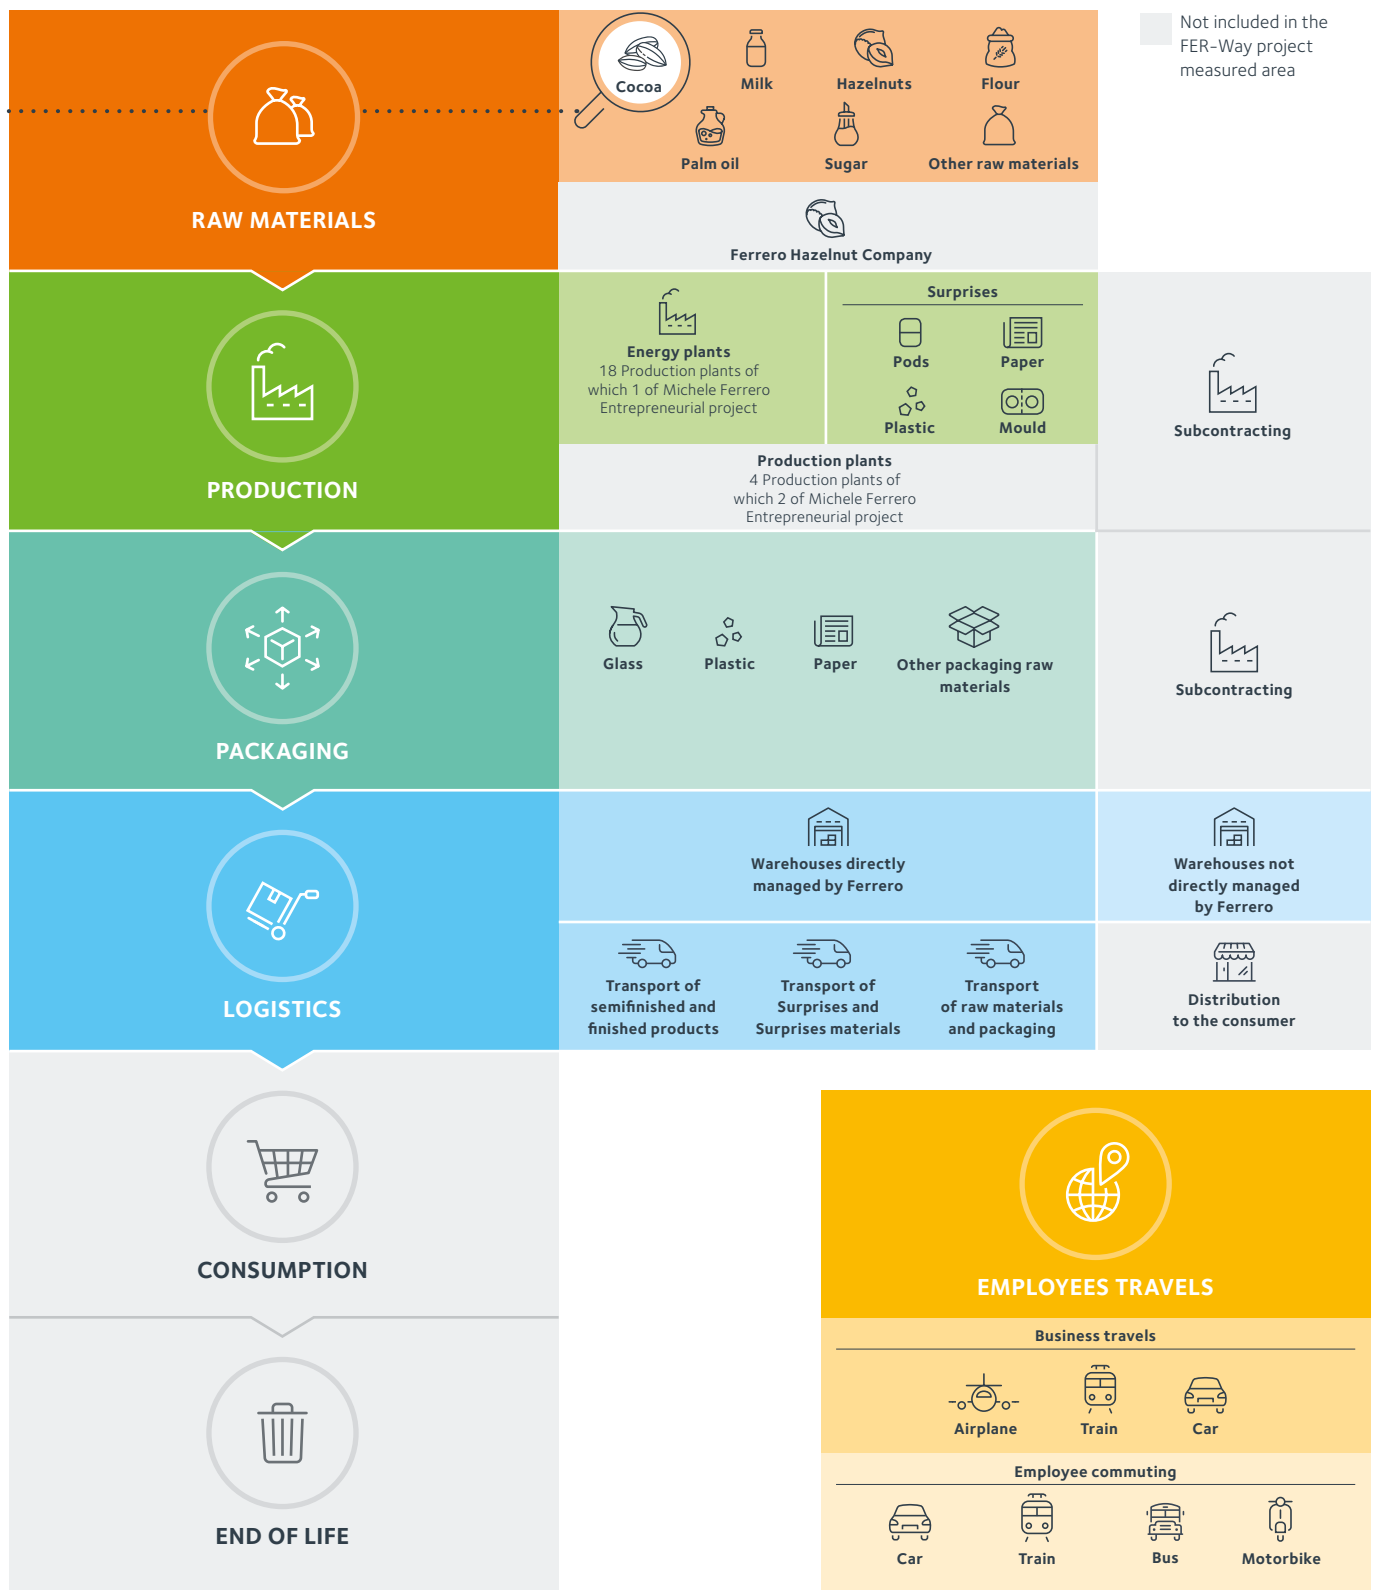 Not included in the
FER-Way project
measured area
RAW MATERIALS
Cocoa
Milk
Hazelnuts
Flour
Palm oil
Sugar
Other raw materials
Ferrero Hazelnut Company
PRODUCTION
Energy plants
18 Production plants of
which 1 of Michele Ferrero
Entrepreneurial project
Surprises
Pods
Paper
Plastic
Mould
Production plants
4 Production plants of
which 2 of Michele Ferrero
Entrepreneurial project
Subcontracting
PACKAGING
Glass
Plastic
Paper
Other packaging raw
materials
Subcontracting
LOGISTICS
Warehouses directly
managed by Ferrero
Warehouses not
directly managed
by Ferrero
Transport of
semifinished and
finished products
Transport of
Surprises and
Surprises materials
Transport
of raw materials
and packaging
Distribution
to the consumer
CONSUMPTION
END OF LIFE
EMPLOYEES TRAVELS
Business travels
Airplane
Train
Car
Employee commuting
Car
Train
Bus
Motorbike